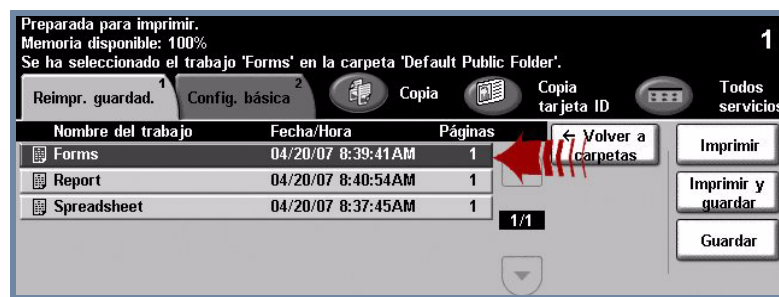 Preparada para imprimir.
Memoria disponible: 100%
1
Se ha seleccionado el trabajo 'Forms' en la carpeta 'Default Public Folder'.
Reimpr. guardad. 1
Config. básica 2
Copia
Copia tarjeta ID
Todos servicios
Nombre del trabajo Fecha/Hora Páginas
Forms 04/20/07 8:39:41AM 1
Report 04/20/07 8:40:54AM 1
Spreadsheet 04/20/07 8:37:45AM 1
1/1
← Volver a
carpetas
Imprimir
Imprimir y
guardar
Guardar